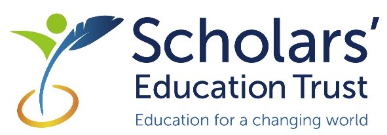 Scholars’
Education Trust
Education for a changing world